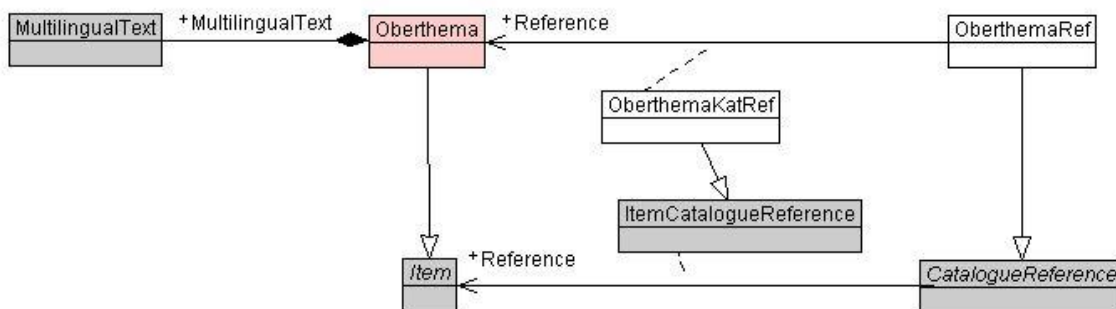 MultilingualText
+MultilingualText
Oberthema
+Reference
OberthemaRef
OberthemaKatRef
ItemCatalogueReference
Item
+Reference
CatalogueReference